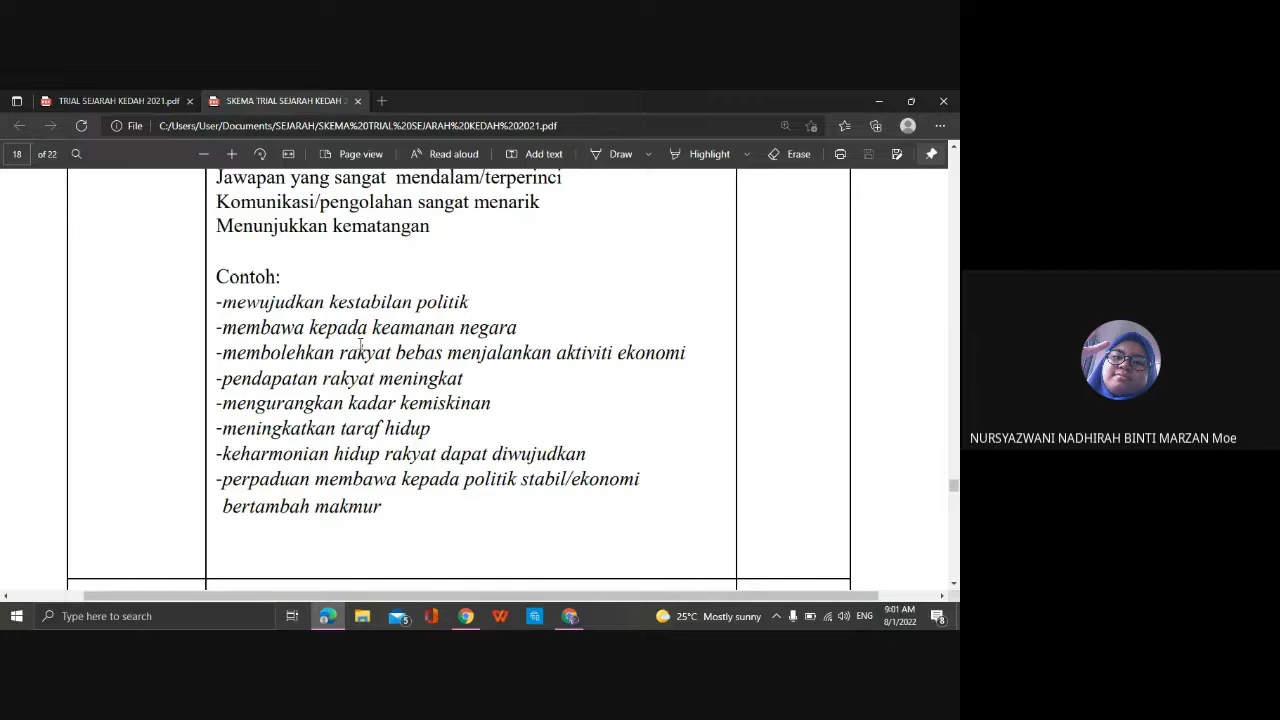 TRIAL SEJARAH KEDAH 2021.pdf
SKEMA TRIAL SEJARAH KEDAH 2
File
C:/Users/User/Documents/SEJARAH/SKEMA%20TRIAL%20SEJARAH%20KEDAH%202021.pdf
18 of 22
Page view
Read aloud
Add text
Draw
Highlight
Erase
Jawapan yang sangat mendalam/terperinci
Komunikasi/pengolahan sangat menarik
Menunjukkan kematangan
Contoh:
-mewujudkan kestabilan politik
-membawa kepada keamanan negara
-membolehkan rakyat bebas menjalankan aktiviti ekonomi
-pendapatan rakyat meningkat
-mengurangkan kadar kemiskinan
-meningkatkan taraf hidup
-keharmonian hidup rakyat dapat diwujudkan
-perpaduan membawa kepada politik stabil/ekonomi
bertambah makmur
NURSYAZWANI NADHIRAH BINTI MARZAN Moe
Type here to search
5
25°C Mostly sunny
ENG
9:01 AM
8/1/2022
8